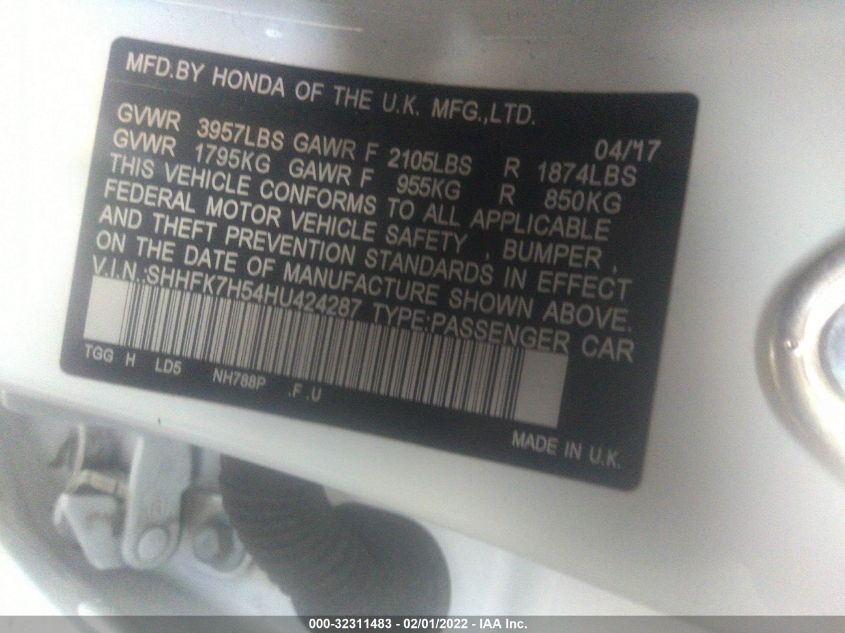 MFD.BY HONDA OF THE U.K. MFG.,LTD.
04/'17
GVWR 3957LBS GAWR F 2105LBS R 1874LBS
GVWR 1795KG GAWR F 955KG R 850KG
THIS VEHICLE CONFORMS TO ALL APPLICABLE
FEDERAL MOTOR VEHICLE SAFETY , BUMPER ,
AND THEFT PREVENTION STANDARDS IN EFFECT
ON THE DATE OF MANUFACTURE SHOWN ABOVE.
V.I.N.:SHHFK7H54HU424287 TYPE:PASSENGER CAR
TGG H LD5 NH788P .F .U
MADE IN U.K.
000-32311483 - 02/01/2022 - IAA Inc.